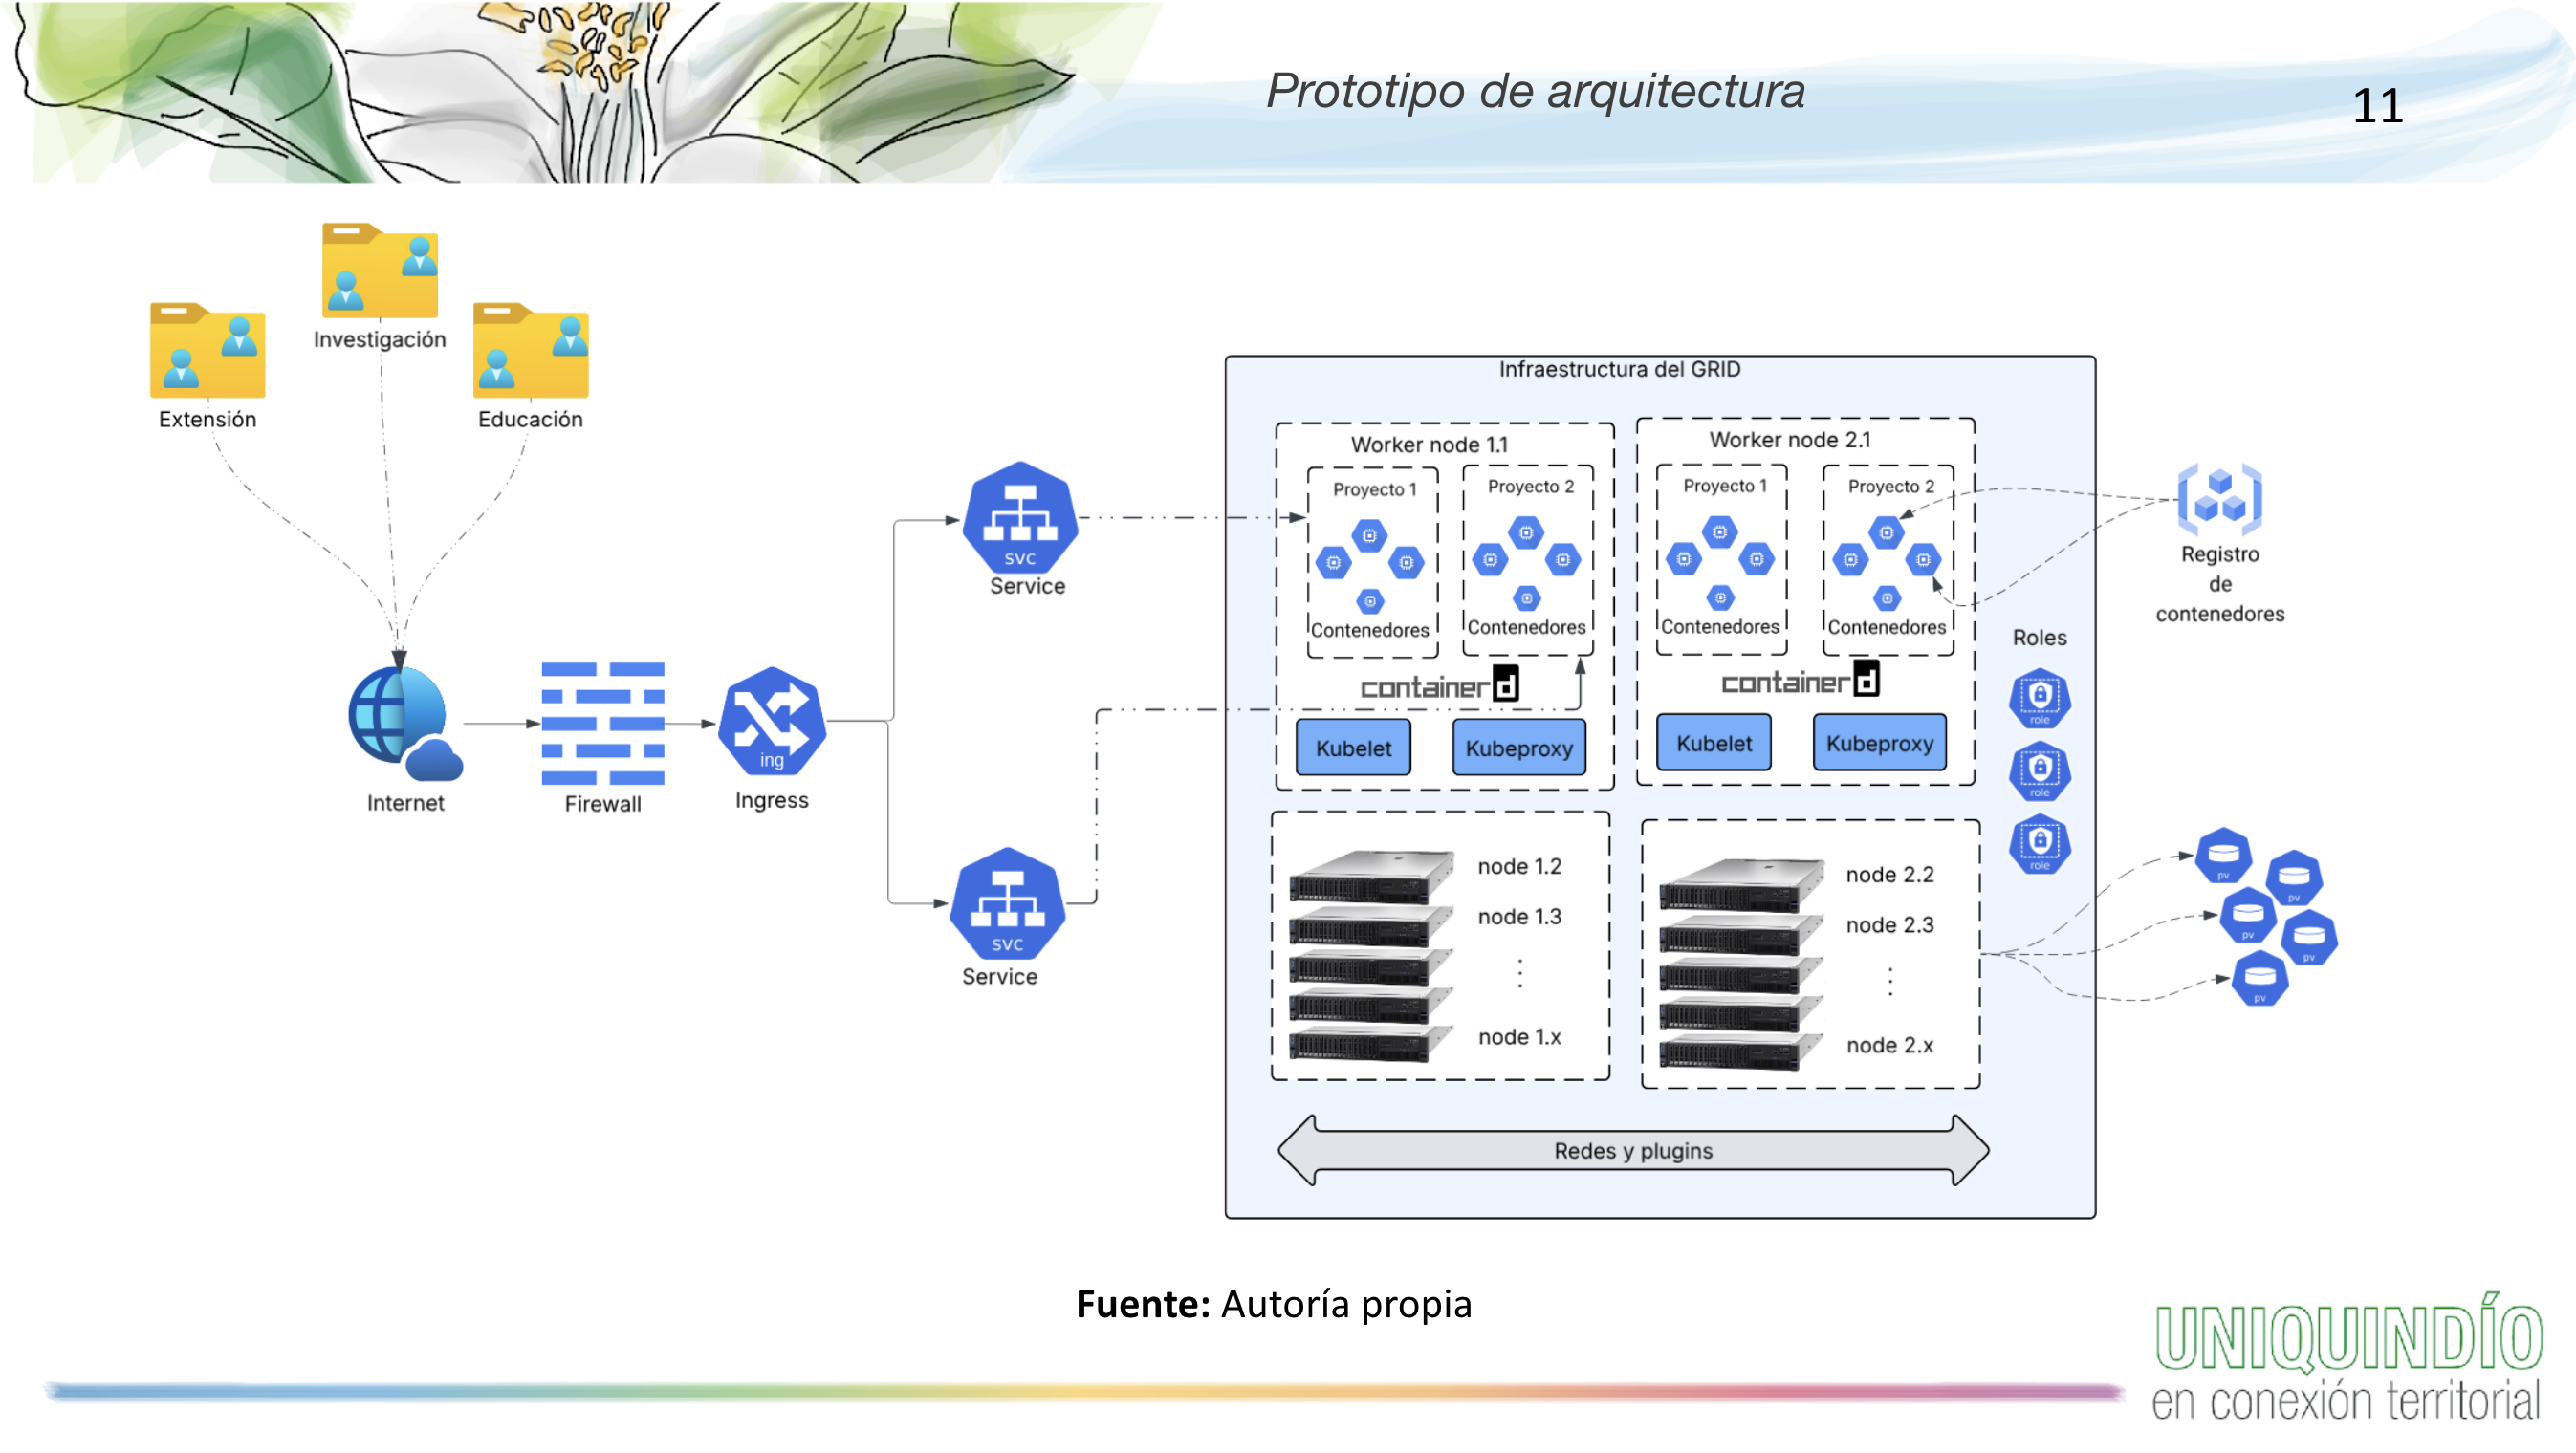 Prototipo de arquitectura
11
Investigación
Extensión
Educación
Internet
Firewall
ing
Ingress
svc
Service
svc
Service
Infraestructura del GRID
Worker node 1.1
Proyecto 1
Proyecto 2
Contenedores
Contenedores
containerd
Kubelet
Kubeproxy
Worker node 2.1
Proyecto 1
Proyecto 2
Contenedores
Contenedores
containerd
Kubelet
Kubeproxy
Registro
de
contenedores
Roles
role
role
role
node 1.2
node 1.3
node 1.x
node 2.2
node 2.3
node 2.x
pv
pv
pv
pv
pv
Redes y plugins
Fuente: Autoría propia
UNIQUINDÍO
en conexión territorial